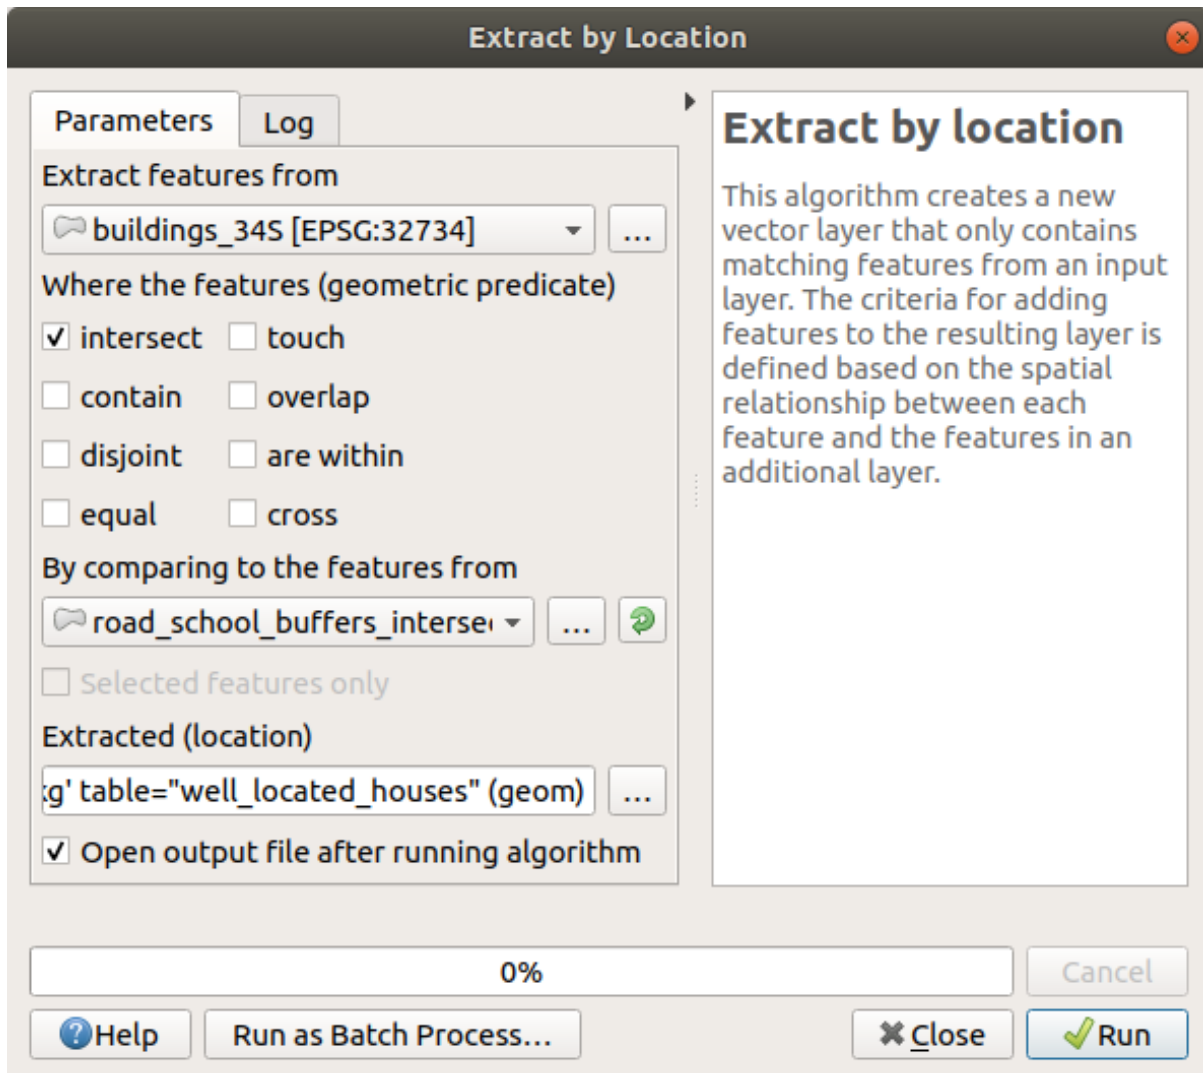 Extract by Location
Parameters
Log
Extract features from
buildings_34S [EPSG:32734]
...
Where the features (geometric predicate)
intersect
touch
contain
overlap
disjoint
are within
equal
cross
By comparing to the features from
road_school_buffers_interse
...
Selected features only
Extracted (location)
kg' table="well_located_houses" (geom)
...
Open output file after running algorithm
Extract by location
This algorithm creates a new
vector layer that only contains
matching features from an input
layer. The criteria for adding
features to the resulting layer is
defined based on the spatial
relationship between each
feature and the features in an
additional layer.
0%
Cancel
Help
Run as Batch Process...
Close
Run